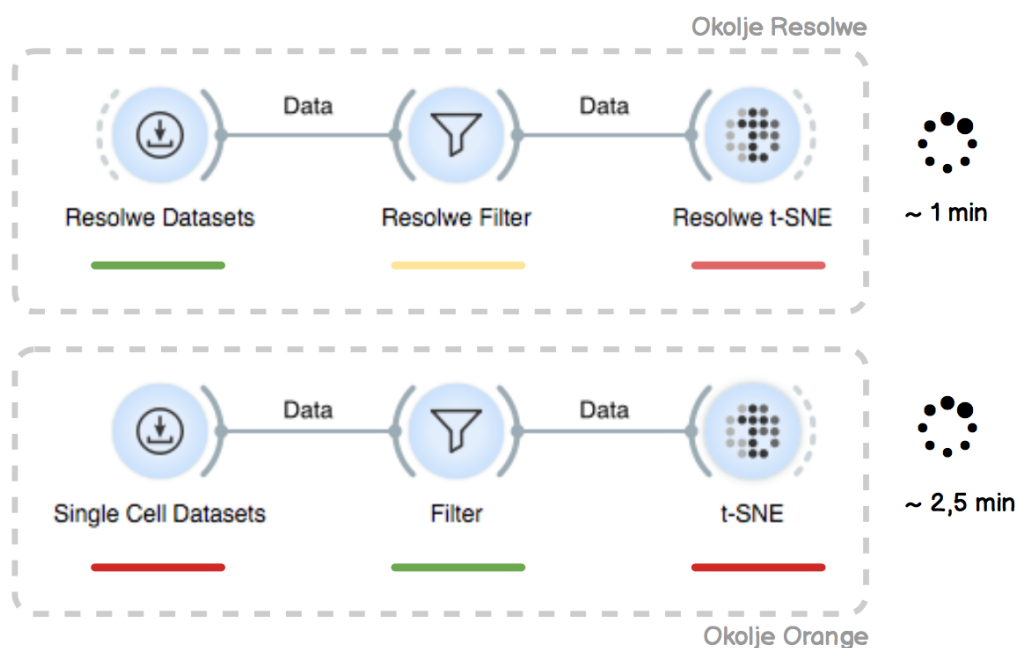 Okolje Resolwe
Data
Data
Resolwe Datasets
Resolwe Filter
Resolwe t-SNE
~ 1 min
Data
Data
Single Cell Datasets
Filter
t-SNE
~ 2,5 min
Okolje Orange